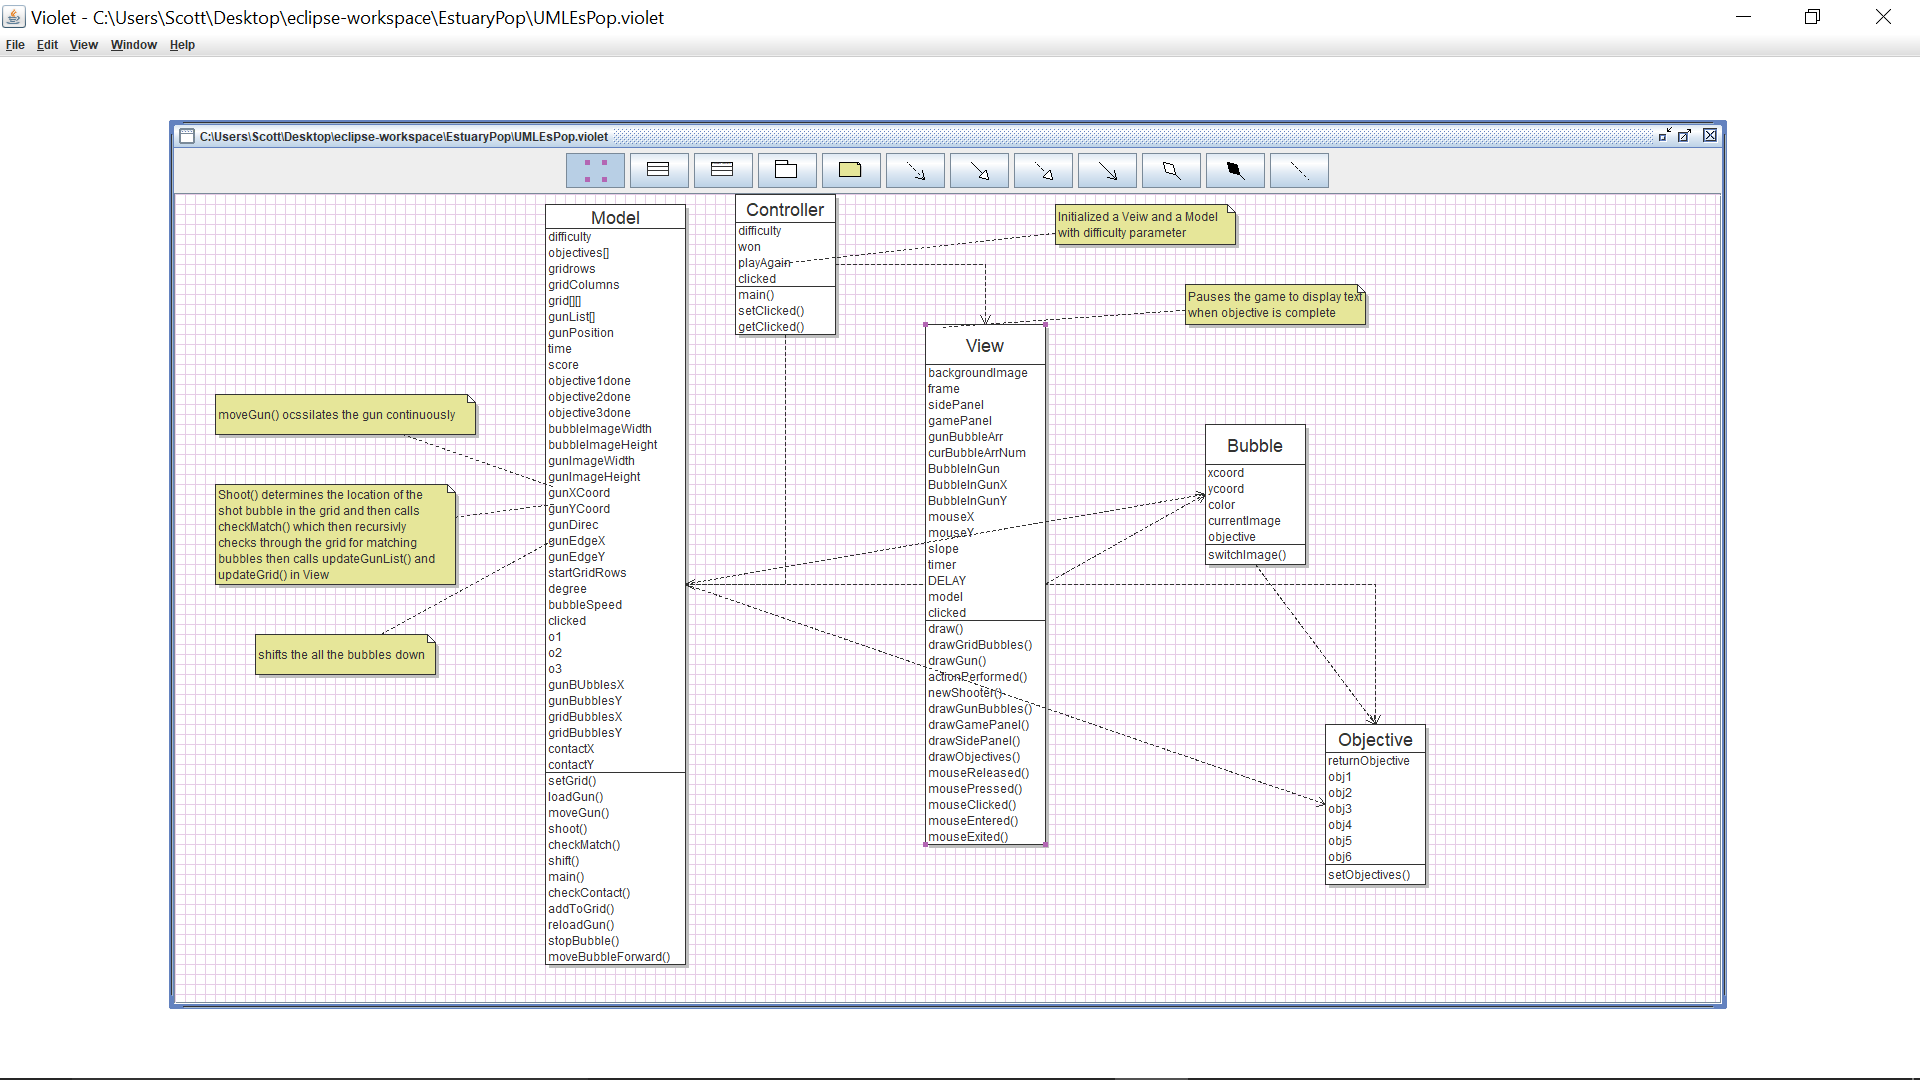 Violet - C:\Users\Scott\Desktop\eclipse-workspace\EstuaryPop\UMLEsPop.violet
File Edit View Window Help
C:\Users\Scott\Desktop\eclipse-workspace\EstuaryPop\UMLEsPop.violet
moveGun() ocssilates the gun continuously
Shoot() determines the location of the
shot bubble in the grid and then calls
checkMatch() which then recursivly
checks through the grid for matching
bubbles then calls updateGunList() and
updateGrid() in View
shifts the all the bubbles down
Model
difficulty
objectives[]
gridrows
gridColumns
grid[][]
gunList[]
gunPosition
time
score
objective1done
objective2done
objective3done
bubbleImageWidth
bubbleImageHeight
gunImageWidth
gunImageHeight
gunXCoord
gunYCoord
gunDirec
gunEdgeX
gunEdgeY
startGridRows
degree
bubbleSpeed
clicked
o1
o2
o3
gunBUbblesX
gunBubblesY
gridBubblesX
gridBubblesY
contactX
contactY
setGrid()
loadGun()
moveGun()
shoot()
checkMatch()
shift()
main()
checkContact()
addToGrid()
reloadGun()
stopBubble()
moveBubbleForward()
Controller
difficulty
won
playAgain
clicked
main()
setClicked()
getClicked()
Initialized a Veiw and a Model
with difficulty parameter
Pauses the game to display text
when objective is complete
View
backgroundImage
frame
sidePanel
gamePanel
gunBubbleArr
curBubbleArrNum
BubbleInGun
BubbleInGunX
BubbleInGunY
mouseX
mouseY
slope
timer
DELAY
model
clicked
draw()
drawGridBubbles()
drawGun()
actionPerformed()
newShooter()
drawGunBubbles()
drawGamePanel()
drawSidePanel()
drawObjectives()
mouseReleased()
mousePressed()
mouseClicked()
mouseEntered()
mouseExited()
Bubble
xcoord
ycoord
color
currentImage
objective
switchImage()
Objective
returnObjective
obj1
obj2
obj3
obj4
obj5
obj6
setObjectives()